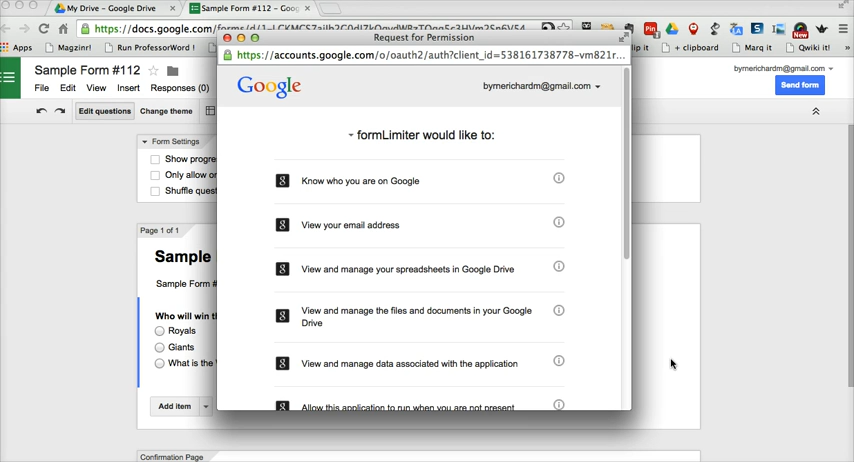 My Drive - Google Drive
Sample Form #112 - Goog
Request for Permission
https://docs.google.com/forms/d/1-LCKMCS7
https://accounts.google.com/o/oauth2/auth?client_id=538161738778-vm821r...
Apps
Magzinr!
Run ProfessorWord !
+ clipboard
Marq it
Qwiki it!
Sample Form #112
File Edit View Insert Responses (0)
bymerichardm@gmail.com
Send form
Edit questions
Change theme
Google
bymerichardm@gmail.com
formLimiter would like to:
Know who you are on Google
View your email address
View and manage your spreadsheets in Google Drive
View and manage the files and documents in your Google
Drive
View and manage data associated with the application
Allow this application to run when you are not present
Form Settings
Show progre
Only allow or
Shuffle quest
Page 1 of 1
Sample
Sample Form #
Who will win th
Royals
Giants
What is the
Add item
Confirmation Page